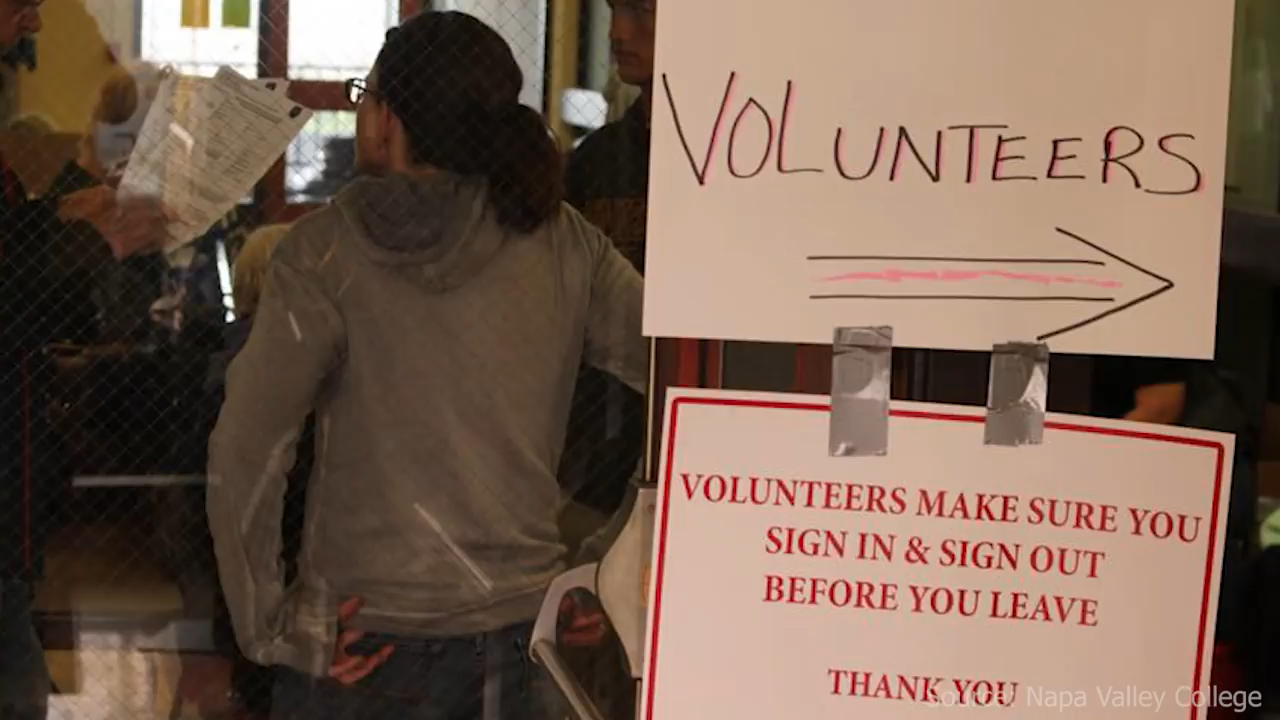 VOLUNTEERS
VOLUNTEERS MAKE SURE YOU
SIGN IN & SIGN OUT
BEFORE YOU LEAVE
THANK YOU
Source: Napa Valley College